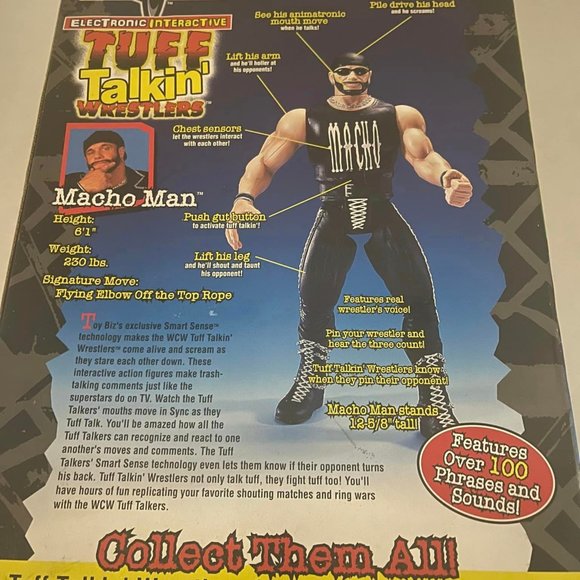 Pile drive his head
and he screams!
See his animatronic
mouth move
when he talks!
ELECTRONIC INTERACTIVE
TUFF
Talkin'
WRESTLERS™
Lift his arm
and he'll holler at
his opponents!
Chest sensors
let the wrestlers interact
with each other!
MACHO
Macho Man™
Height:
6'1"
Weight:
230 lbs.
Signature Move:
Flying Elbow Off the Top Rope
Push gut button
to activate tuff talkin'!
Lift his leg
and he'll shout and taunt
his opponent!
Features real
wrestler's voice!
Pin your wrestler and
hear the three count!
Tuff Talkin' Wrestlers know
when they pin their opponent!
Macho Man stands
12-5/8" tall!
Toy Biz's exclusive Smart Sense™
technology makes the WCW Tuff Talkin'
Wrestlers™ come alive and scream as
they stare each other down. These
interactive action figures make trash-
talking comments just like the
superstars do on TV. Watch the Tuff
Talkers' mouths move in Sync as they
Tuff Talk. You'll be amazed how all the
Tuff Talkers can recognize and react to one
another's moves and comments. The Tuff
Talkers' Smart Sense technology even lets them know if their opponent turns
his back. Tuff Talkin' Wrestlers not only talk tuff, they fight tuff too! You'll
have hours of fun replicating your favorite shouting matches and ring wars
with the WCW Tuff Talkers.
Features
Over 100
Phrases and
Sounds!
Collect Them All!